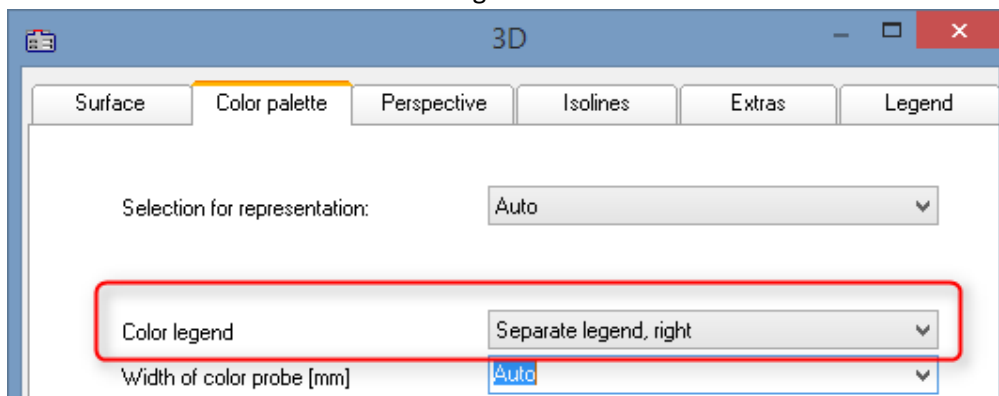 3D
Surface Color palette Perspective Isolines Extras Legend
Selection for representation: Auto
Color legend Separate legend, right
Width of color probe [mm] Auto